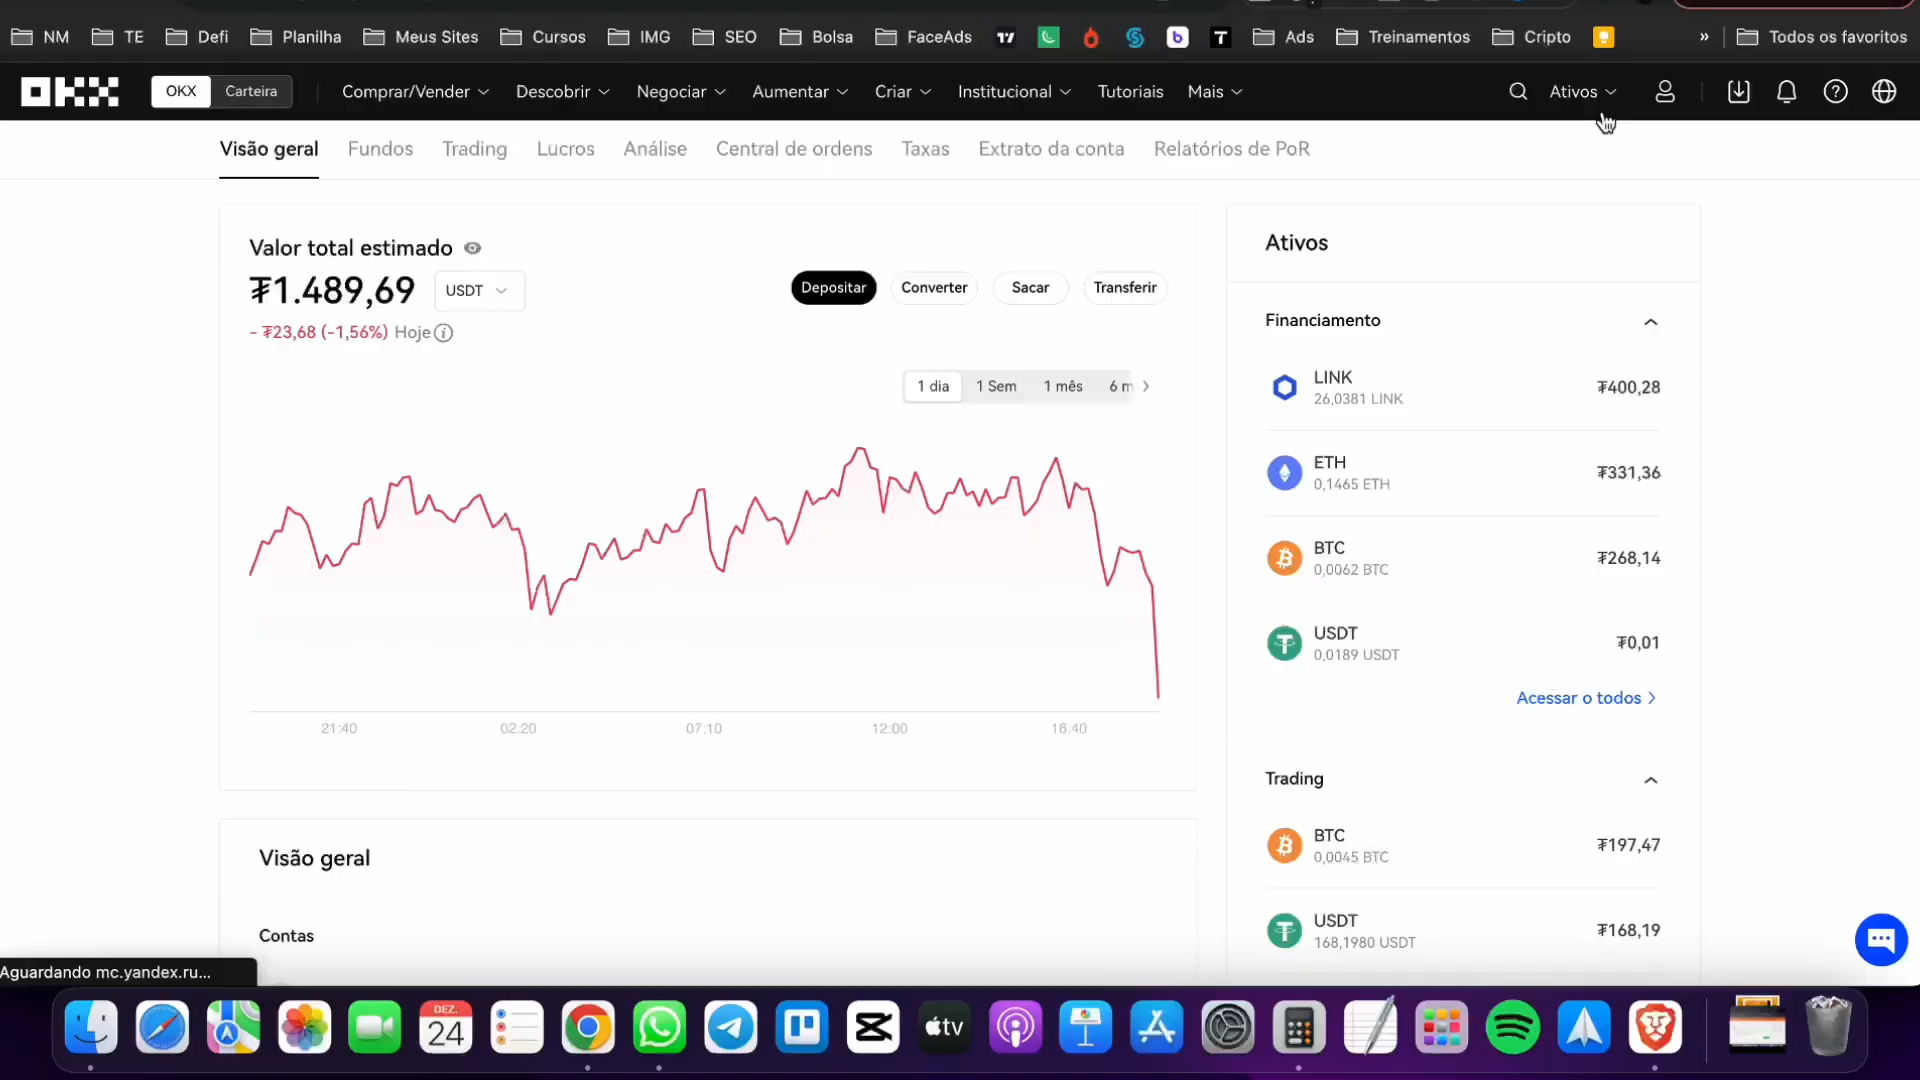 NM TE Defi Planilha Meus Sites Cursos IMG SEO Bolsa FaceAds Ads Treinamentos Cripto » Todos os favoritos
OKX OKX Carteira Comprar/Vender Descobrir Negociar Aumentar Criar Institucional Tutoriais Mais Ativos
Visão geral Fundos Trading Lucros Análise Central de ordens Taxas Extrato da conta Relatórios de PoR
Valor total estimado
₮1.489,69 USDT
Depositar Converter Sacar Transferir
- ₮23,68 (-1,56%) Hoje
1 dia 1 Sem 1 mês 6 m
21:40 02:20 07:10 12:00 16:40
Visão geral
Contas
Ativos
Financiamento
LINK
26,0381 LINK
₮400,28
ETH
0,1465 ETH
₮331,36
BTC
0,0062 BTC
₮268,14
USDT
0,0189 USDT
₮0,01
Acessar o todos
Trading
BTC
0,0045 BTC
₮197,47
USDT
168,1980 USDT
₮168,19
Aguardando mc.yandex.ru...
DEZ.
24
tv